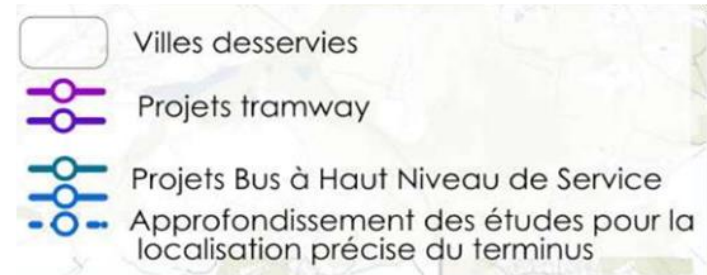 Villes desservies
Projets tramway
Projets Bus à Haut Niveau de Service
Approfondissement des études pour la
localisation précise du terminus